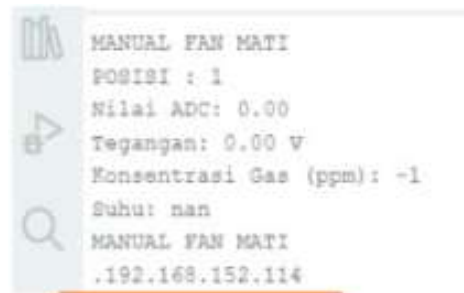 MANUAL FAN MATI
POSISI : 1
Nilai ADC: 0.00
Tegangan: 0.00 V
Konsentrasi Gas (ppm): -1
Suhu: nan
MANUAL FAN MATI
.192.168.152.114